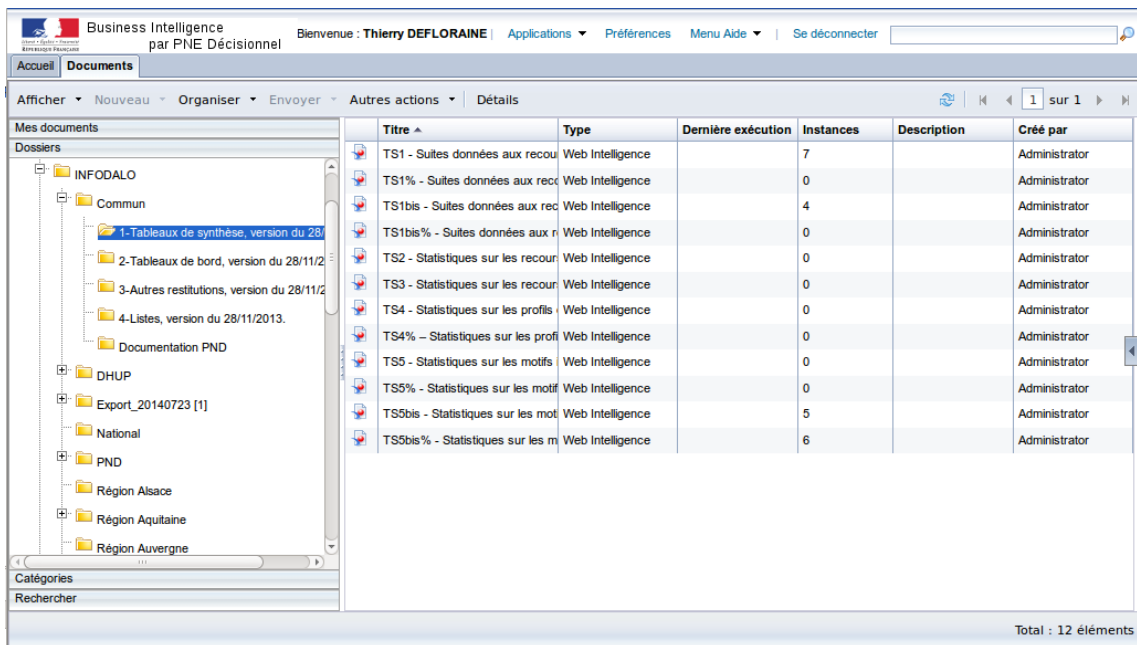 Business Intelligence
par PNE Décisionnel
Bienvenue : Thierry DEFLORAINE | Applications Préférences Menu Aide | Se déconnecter
Liberté • Égalité • Fraternité
RÉPUBLIQUE FRANÇAISE
Accueil Documents
Afficher Nouveau Organiser Envoyer Autres actions Détails 1 sur 1
Mes documents
Dossiers
INFODALO
Commun
1-Tableaux de synthèse, version du 28/
2-Tableaux de bord, version du 28/11/2
3-Autres restitutions, version du 28/11/2
4-Listes, version du 28/11/2013.
Documentation PND
DHUP
Export_20140723 [1]
National
PND
Région Alsace
Région Aquitaine
Région Auvergne
Catégories
Rechercher
Titre Type Dernière exécution Instances Description Créé par
TS1 - Suites données aux recou Web Intelligence 7 Administrator
TS1% - Suites données aux rec Web Intelligence 0 Administrator
TS1bis - Suites données aux rec Web Intelligence 4 Administrator
TS1bis% - Suites données aux r Web Intelligence 0 Administrator
TS2 - Statistiques sur les recour Web Intelligence 0 Administrator
TS3 - Statistiques sur les recour Web Intelligence 0 Administrator
TS4 - Statistiques sur les profils Web Intelligence 0 Administrator
TS4% – Statistiques sur les profi Web Intelligence 0 Administrator
TS5 - Statistiques sur les motifs Web Intelligence 0 Administrator
TS5% - Statistiques sur les motif Web Intelligence 0 Administrator
TS5bis - Statistiques sur les mot Web Intelligence 5 Administrator
TS5bis% - Statistiques sur les m Web Intelligence 6 Administrator
Total : 12 éléments